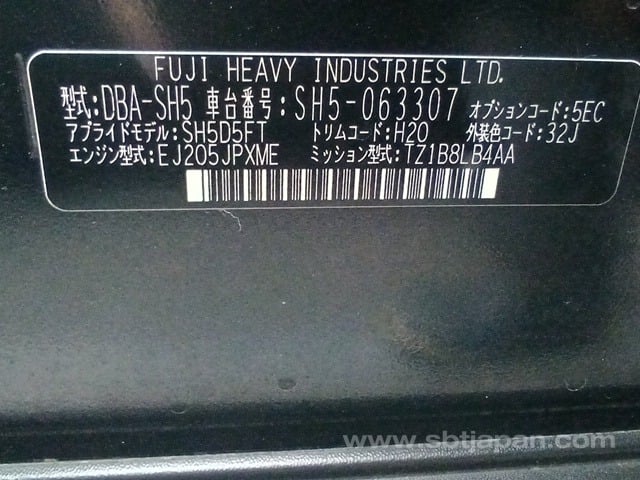 FUJI HEAVY INDUSTRIES LTD.
型式:DBA-SH5 車台番号:SH5-063307 オプションコード:5EC
アプライドモデル:SH5D5FT トリムコード:H20 外装色コード:32J
エンジン型式:EJ205JPXME ミッション型式:TZ1B8LB4AA
www.sbtjapan.com